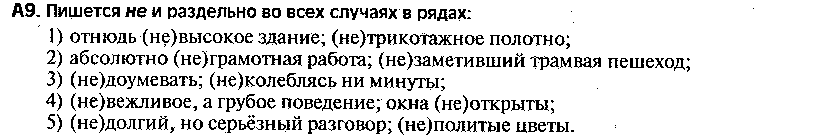 А9. Пишется не и раздельно во всех случаях в рядах:
1) отнюдь (не)высокое здание; (не)трикотажное полотно;
2) абсолютно (не)грамотная работа; (не)заметивший трамвая пешеход;
3) (не)доумевать; (не)колеблясь ни минуты;
4) (не)вежливое, а грубое поведение; окна (не)открыты;
5) (не)долгий, но серьёзный разговор; (не)политые цветы.